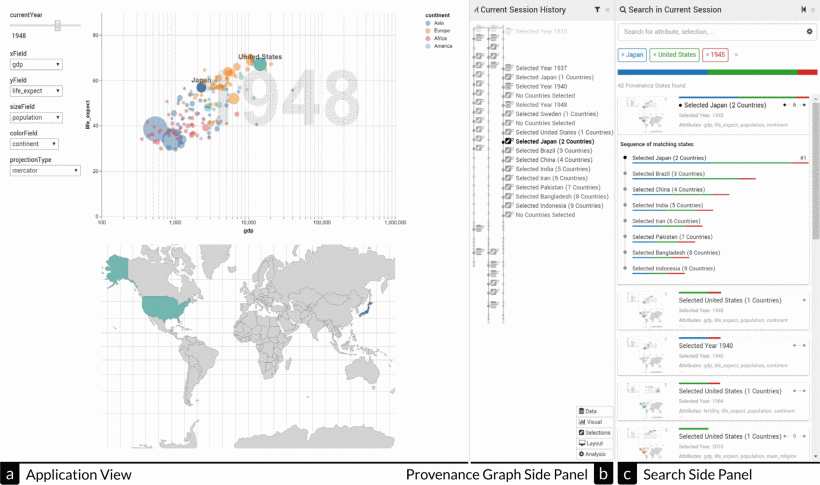 currentYear
1948
xField
gdp
yField
life_expect
sizeField
population
colorField
continent
projectionType
mercator
80
60
40
20
0
life_expect
100
1,000
10,000
100,000
1,000,000
gdp
1948
United States
Japan
continent
Asia
Europe
Africa
America
Current Session History
Selected Year 1810
Selected Year 1937
Selected Japan (1 Countries)
Selected Year 1940
No Countries Selected
Selected Year 1948
Selected Sweden (1 Countries)
No Countries Selected
Selected United States (1 Countries)
Selected Japan (2 Countries)
Selected Brazil (3 Countries)
Selected China (4 Countries)
Selected India (5 Countries)
Selected Iran (6 Countries)
Selected Pakistan (7 Countries)
Selected Bangladesh (8 Countries)
Selected Indonesia (9 Countries)
No Countries Selected
Data
Visual
Selections
Layout
Analysis
Search in Current Session
Search for attribute, selection, ..
× Japan
× United States
× 1945
×
42 Provenance States found
Selected Japan (2 Countries)
6
Selected Year: 1948
Attributes: gdp, life_expect, population, continent
Sequence of matching states
Selected Japan (2 Countries)
#1
Selected Brazil (3 Countries)
Selected China (4 Countries)
Selected India (5 Countries)
Selected Iran (6 Countries)
Selected Pakistan (7 Countries)
Selected Bangladesh (8 Countries)
Selected Indonesia (9 Countries)
Selected United States (1 Countries)
Selected Year: 1948
Attributes: gdp, life_expect, population, continent
Selected Year 1940
Selected Year: 1940
Attributes: gdp, life_expect, population, continent
Selected United States (1 Countries)
Selected Year: 1964
Attributes: fertility, life_expect, population, continent
Selected United States (1 Countries)
9
Selected Year: 2010
Attributes: gdp, life_expect, population, main_religion
a Application View
Provenance Graph Side Panel b
c Search Side Panel